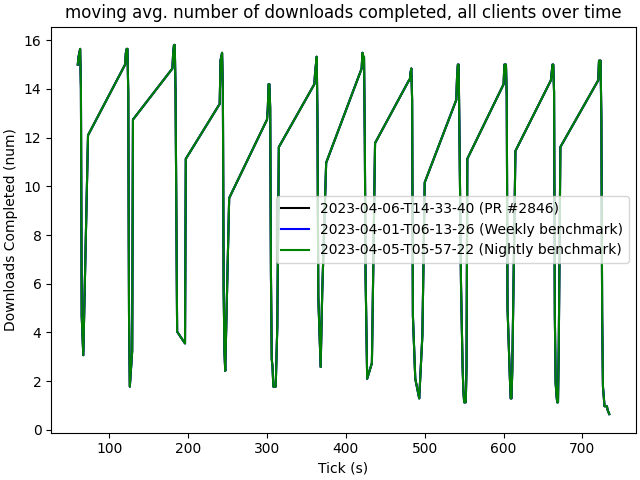 moving avg. number of downloads completed, all clients over time
Downloads Completed (num)
16
14
12
10
8
6
4
2
0
2023-04-06-T14-33-40 (PR #2846)
2023-04-01-T06-13-26 (Weekly benchmark)
2023-04-05-T05-57-22 (Nightly benchmark)
100 200 300 400 500 600 700
Tick (s)